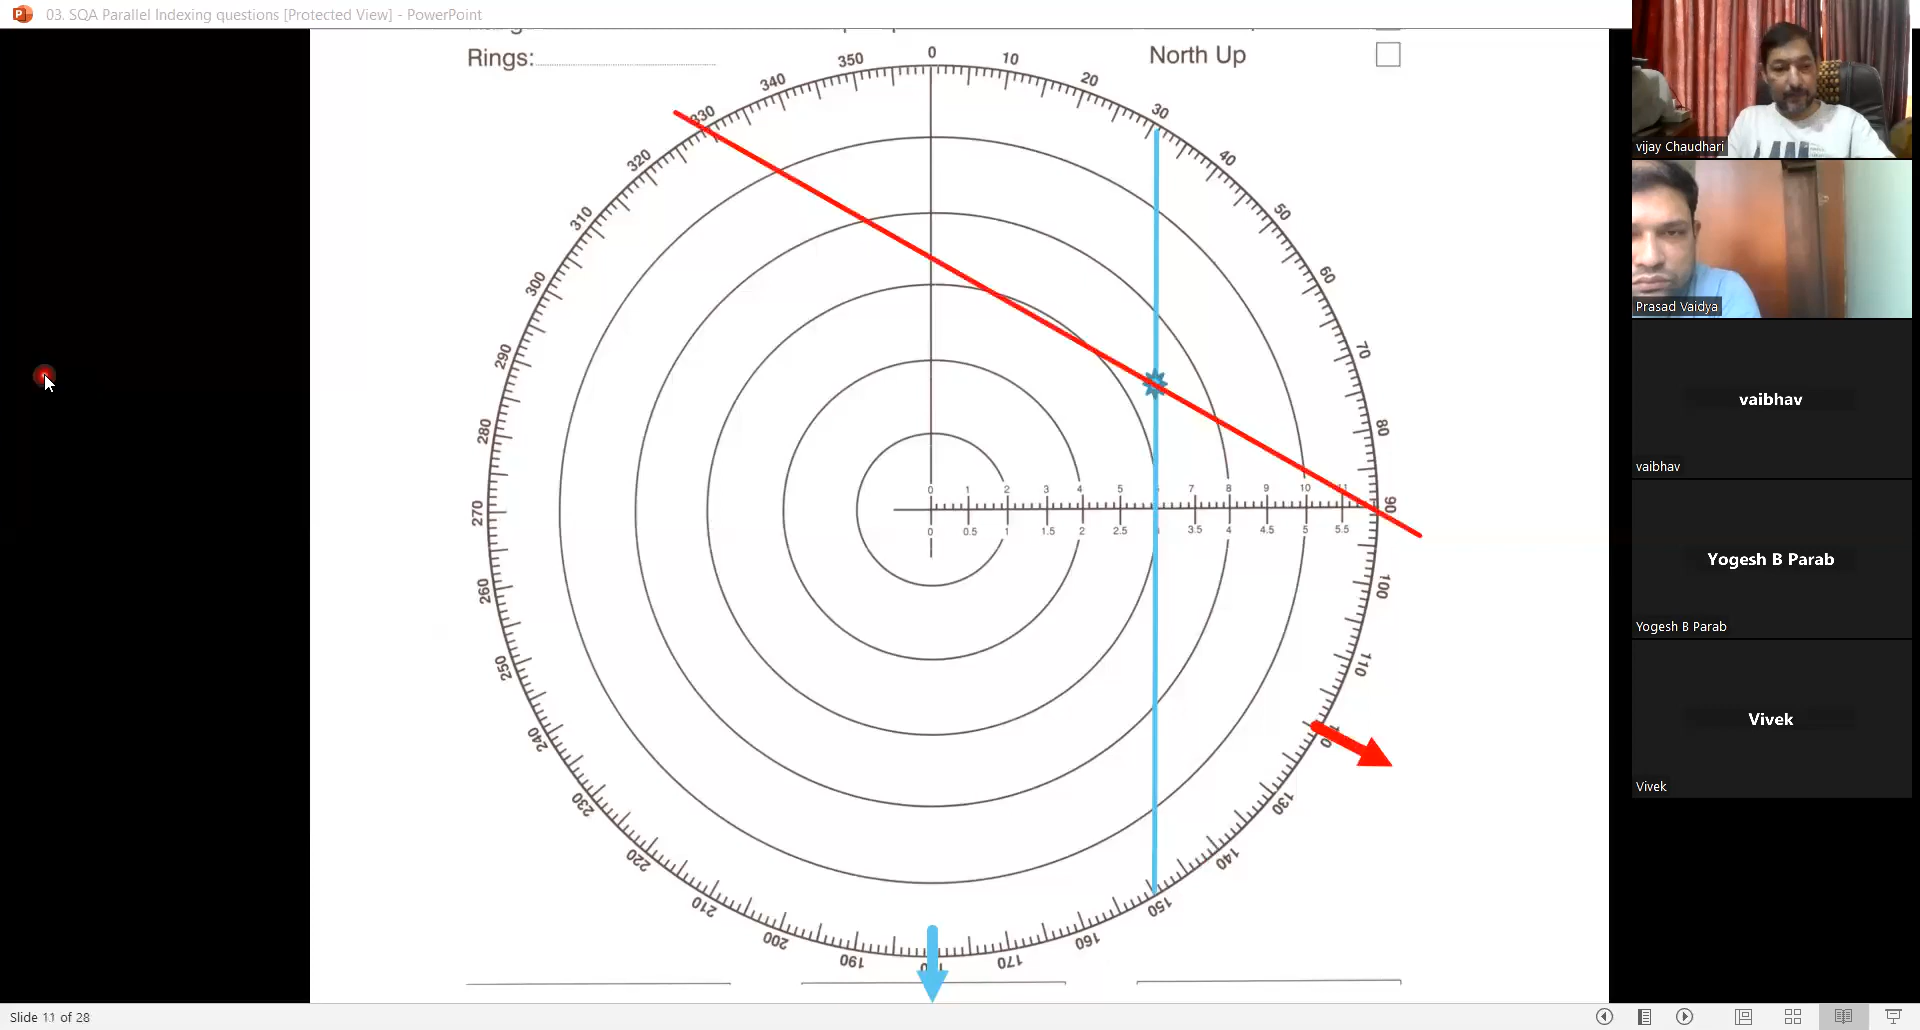 03. SQA Parallel Indexing questions [Protected View] - PowerPoint
Rings:
North Up
0
10
20
30
40
50
60
70
80
90
100
110
130
140
150
160
170
190
200
210
220
230
240
250
260
270
280
290
300
310
320
330
340
350
0 1 2 3 4 5 7 8 9 10 11
0 0.5 1 1.5 2 2.5 3.5 4 4.5 5 5.5
vijay Chaudhari
Prasad Vaidya
vaibhav
vaibhav
Yogesh B Parab
Yogesh B Parab
Vivek
Vivek
Slide 11 of 28